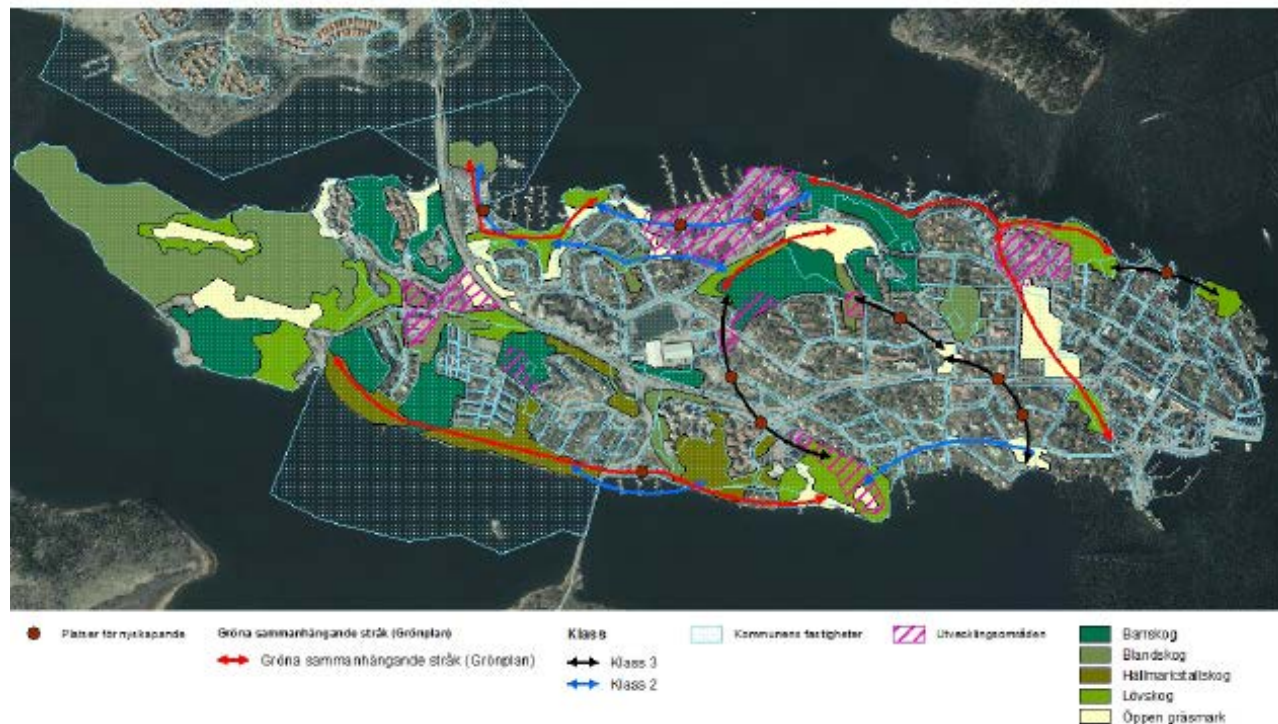 Platser för nyskapande
Gröna sammanhängande stråk (Grönplan)
Gröna sammanhängande stråk (Grönplan)
Klass
Klass 3
Klass 2
Kommunens fastigheter
Utvecklingsområden
Barrskog
Blandskog
Hällmarkstallskog
Lövskog
Öppen gräsmark